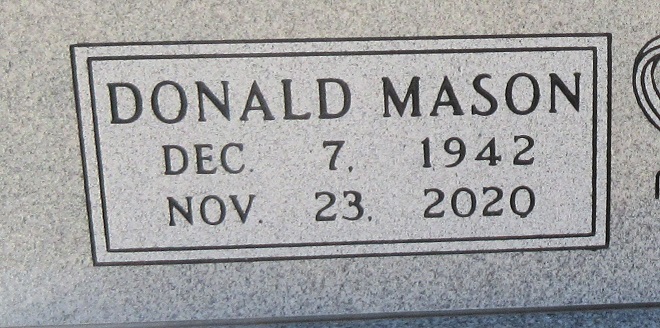 DONALD MASON
DEC. 7, 1942
NOV. 23, 2020